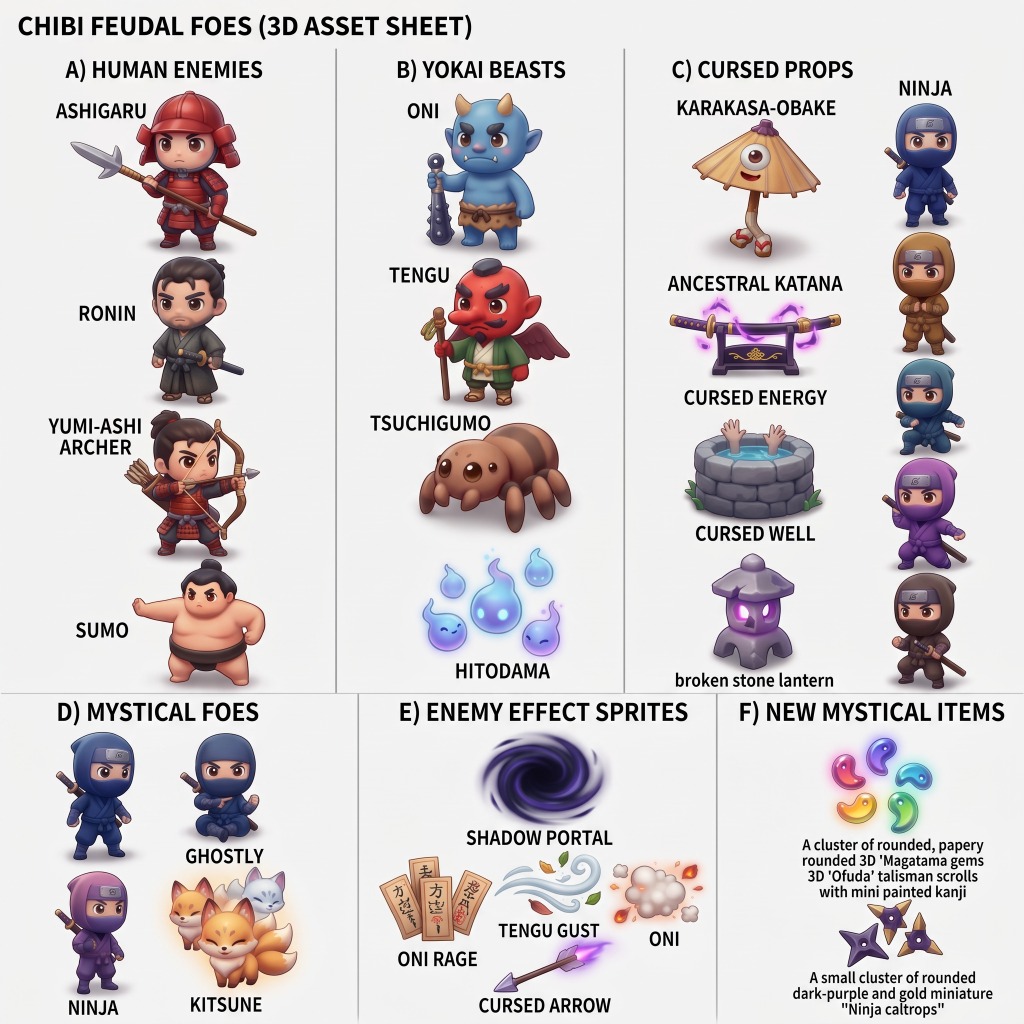 CHIBI FEUDAL FOES (3D ASSET SHEET)
A) HUMAN ENEMIES
ASHIGARU
RONIN
YUMI-ASHI
ARCHER
SUMO
B) YOKAI BEASTS
ONI
TENGU
TSUCHIGUMO
HITODAMA
C) CURSED PROPS
KARAKASA-OBAKE
ANCESTRAL KATANA
CURSED ENERGY
CURSED WELL
broken stone lantern
NINJA
D) MYSTICAL FOES
GHOSTLY
NINJA
KITSUNE
E) ENEMY EFFECT SPRITES
SHADOW PORTAL
ONI RAGE
TENGU GUST
ONI
CURSED ARROW
F) NEW MYSTICAL ITEMS
A cluster of rounded, papery
rounded 3D 'Magatama gems
3D 'Ofuda' talisman scrolls
with mini painted kanji
A small cluster of rounded
dark-purple and gold miniature
"Ninja caltrops"